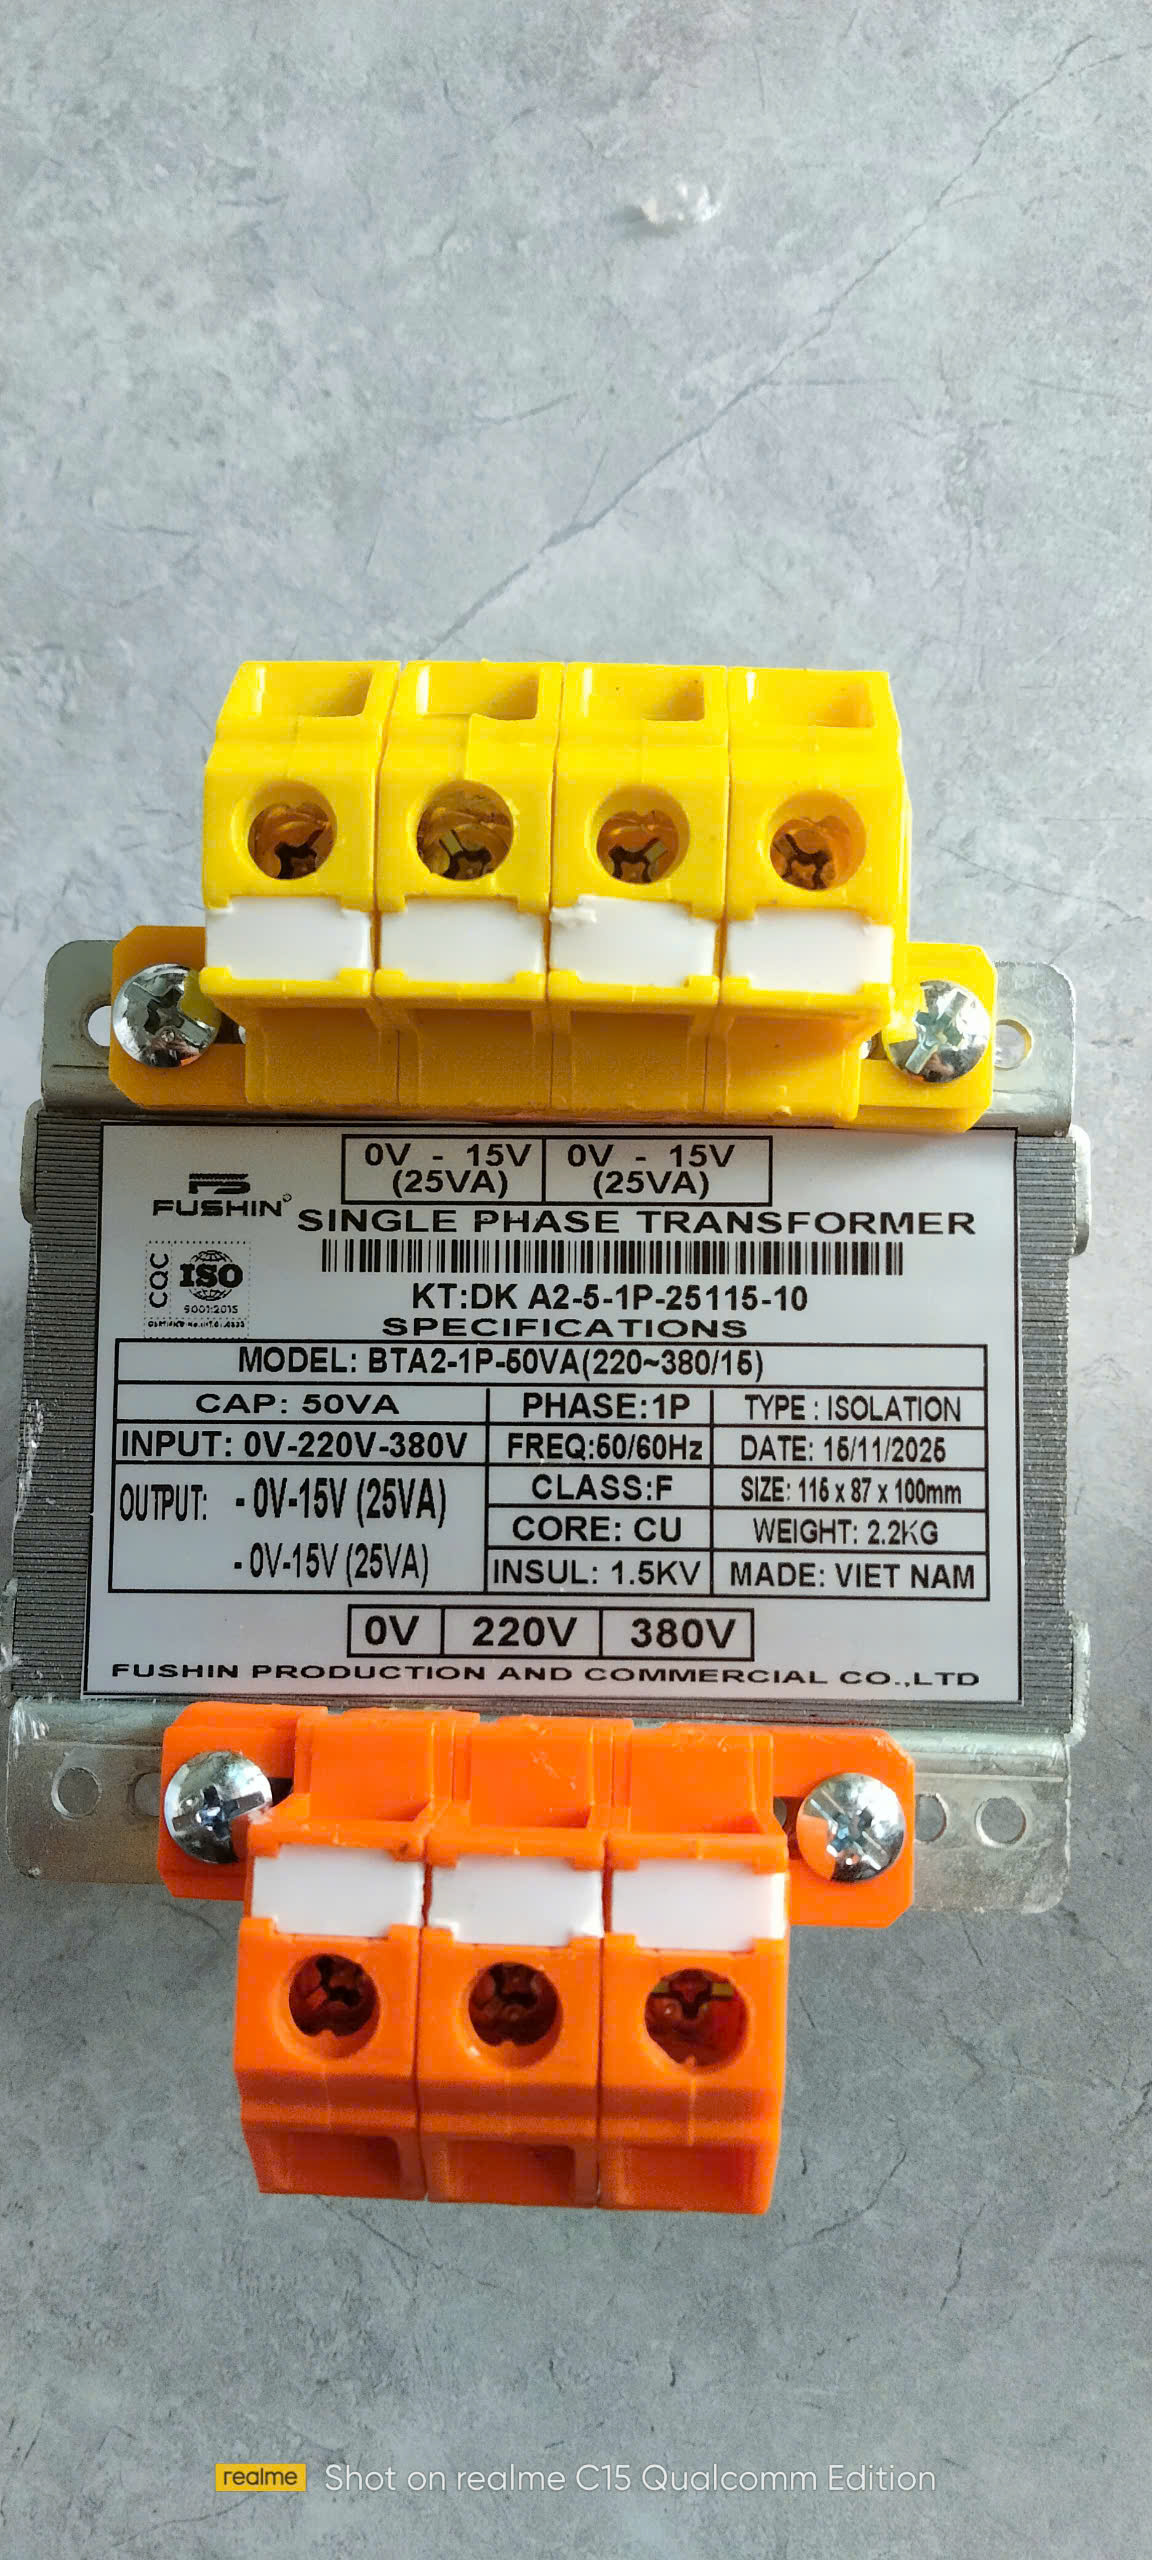 0V - 15V 0V - 15V
(25VA) (25VA)
FS
FUSHIN
SINGLE PHASE TRANSFORMER
CQC
ISO
9001:2015
KT:DK A2-5-1P-25115-10
SPECIFICATIONS
MODEL: BTA2-1P-50VA(220~380/15)
CAP: 50VA PHASE:1P TYPE : ISOLATION
INPUT: 0V-220V-380V FREQ:50/60Hz DATE: 15/11/2025
OUTPUT: - 0V-15V (25VA) CLASS:F SIZE: 115 x 87 x 100mm
CORE: CU WEIGHT: 2.2KG
- 0V-15V (25VA) INSUL: 1.5KV MADE: VIET NAM
0V 220V 380V
FUSHIN PRODUCTION AND COMMERCIAL CO.,LTD
realme Shot on realme C15 Qualcomm Edition